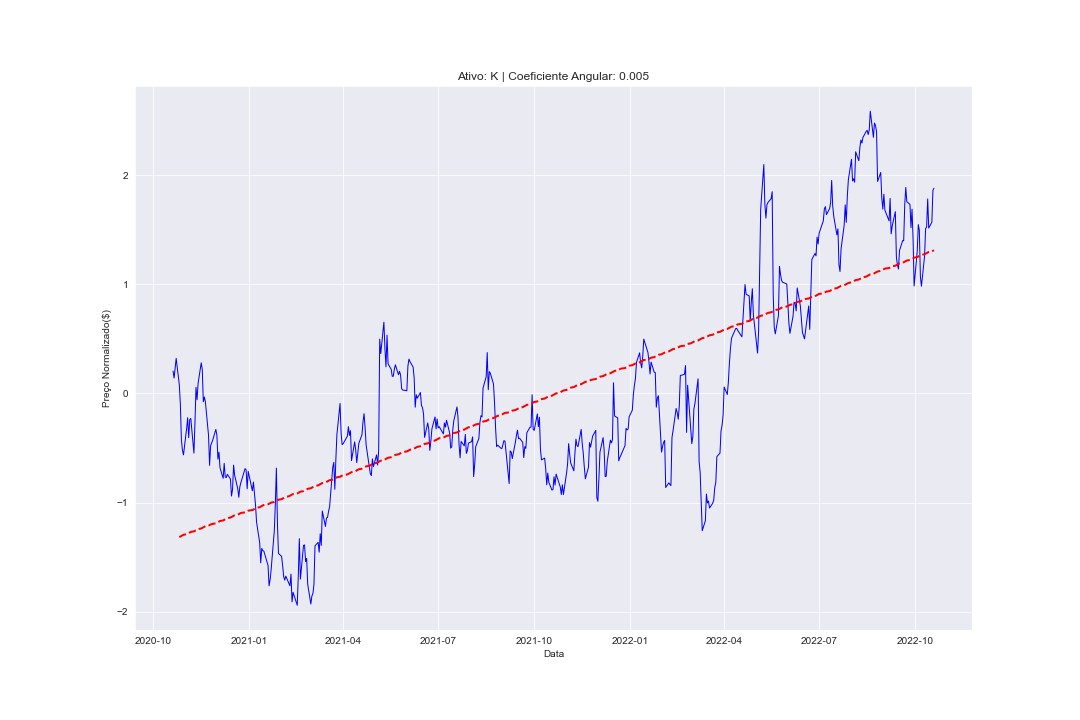 Ativo: K | Coeficiente Angular: 0.005
Preço Normalizado($)
2
1
0
−1
−2
2020-10 2021-01 2021-04 2021-07 2021-10 2022-01 2022-04 2022-07 2022-10
Data